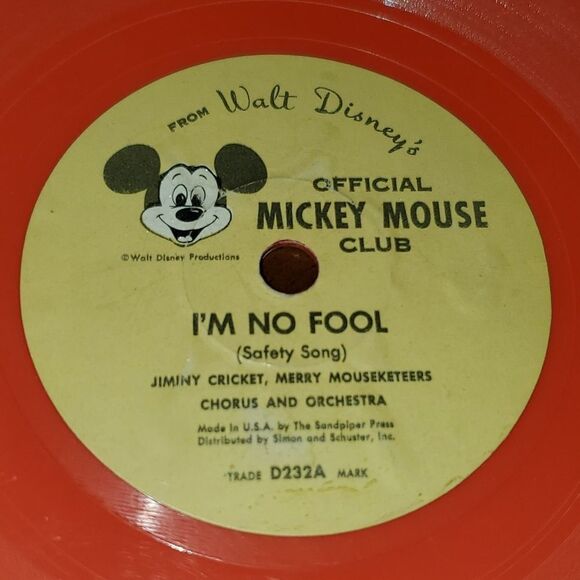 FROM Walt Disney's
OFFICIAL
MICKEY MOUSE
CLUB
©Walt Disney Productions
I'M NO FOOL
(Safety Song)
JIMINY CRICKET, MERRY MOUSEKETEERS
CHORUS AND ORCHESTRA
Made in U.S.A. by The Sandpiper Press
Distributed by Simon and Schuster, Inc.
TRADE D232A MARK